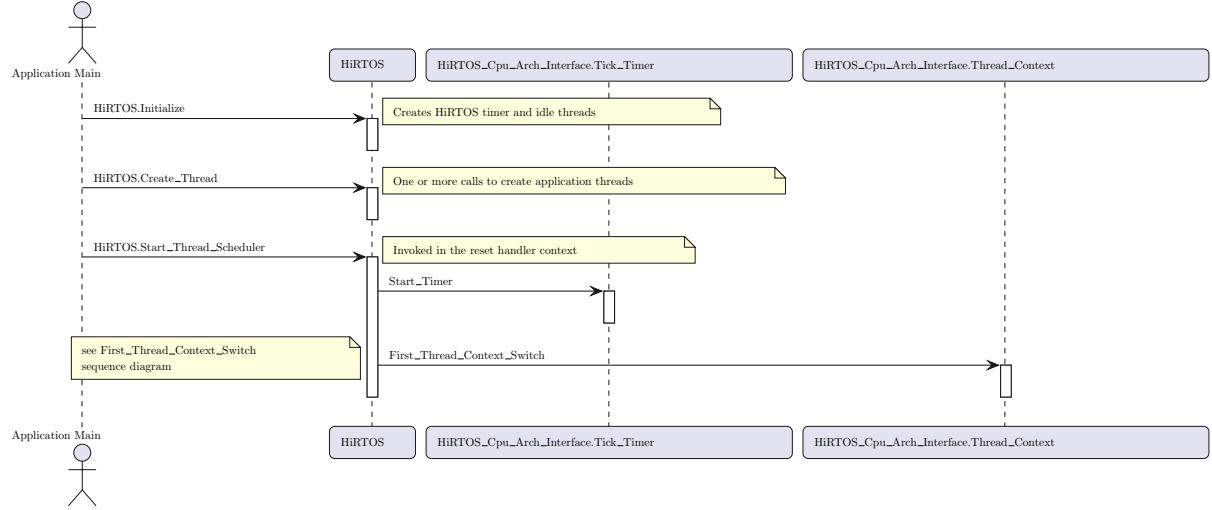 Application Main
HiRTOS
HiRTOS_Cpu_Arch_Interface.Tick_Timer
HiRTOS_Cpu_Arch_Interface.Thread_Context
HiRTOS.Initialize
Creates HiRTOS timer and idle threads
HiRTOS.Create_Thread
One or more calls to create application threads
HiRTOS.Start_Thread_Scheduler
Invoked in the reset handler context
Start_Timer
see First_Thread_Context_Switch
sequence diagram
First_Thread_Context_Switch
Application Main
HiRTOS
HiRTOS_Cpu_Arch_Interface.Tick_Timer
HiRTOS_Cpu_Arch_Interface.Thread_Context